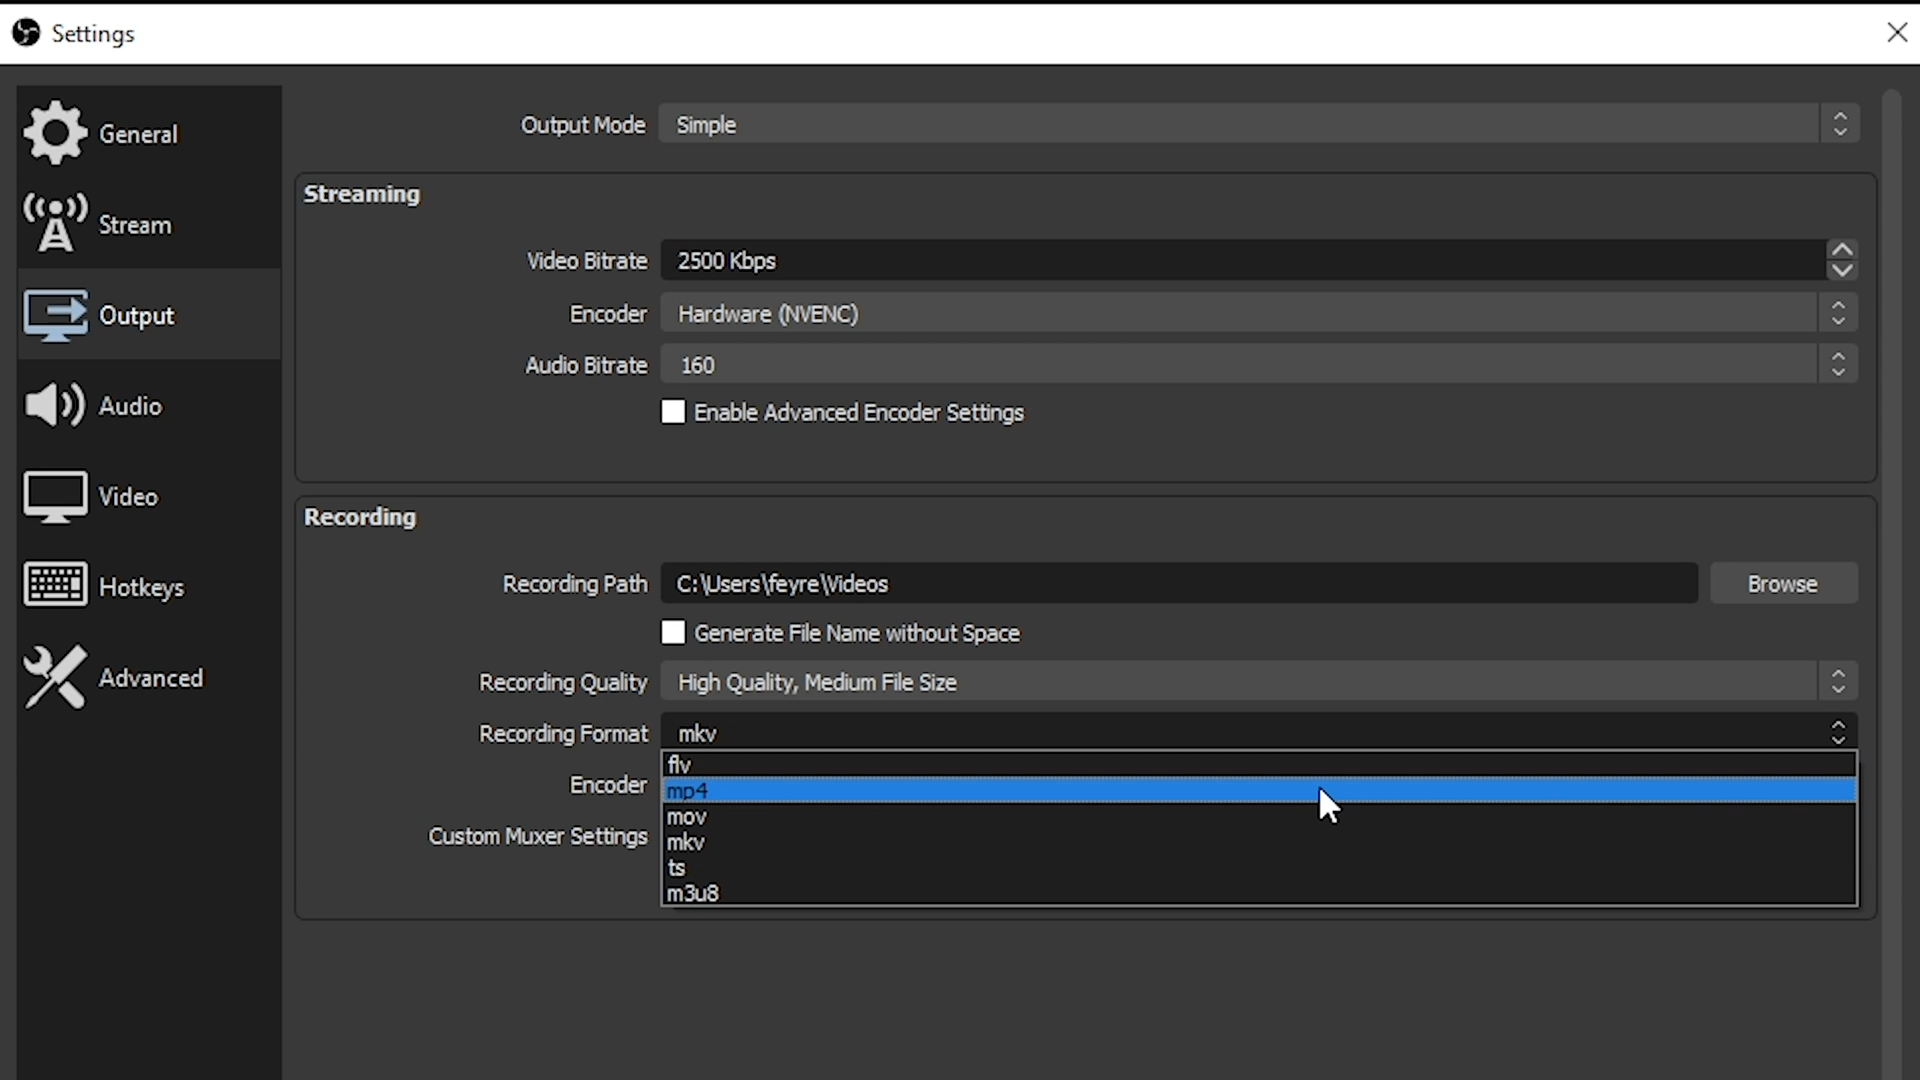 Settings
General
Stream
Output
Audio
Video
Hotkeys
Advanced
Output Mode Simple
Streaming
Video Bitrate 2500 Kbps
Encoder Hardware (NVENC)
Audio Bitrate 160
Enable Advanced Encoder Settings
Recording
Recording Path C:\Users\feyre\Videos Browse
Generate File Name without Space
Recording Quality High Quality, Medium File Size
Recording Format mkv
flv
Encoder mp4
mov
Custom Muxer Settings mkv
ts
m3u8